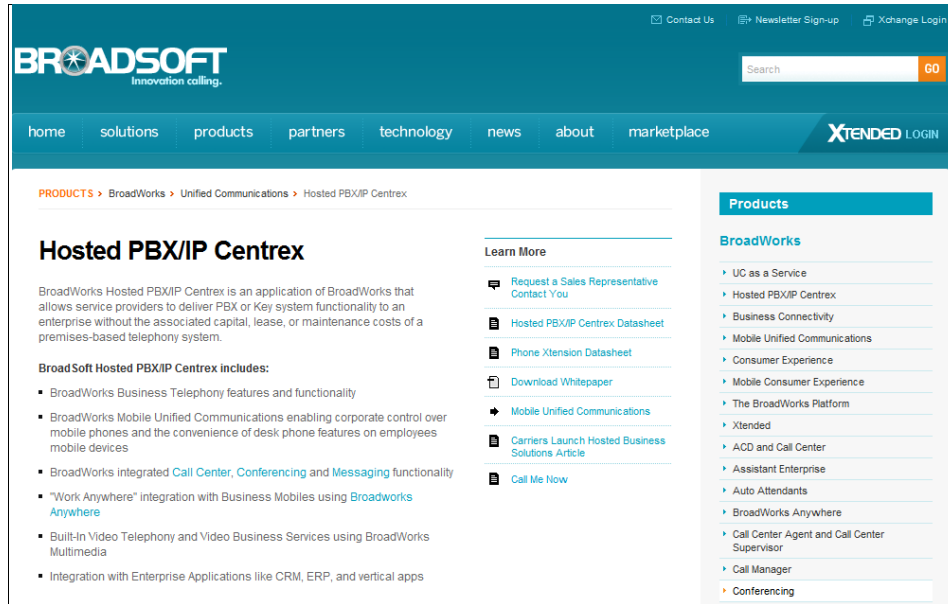 Contact Us
Newsletter Sign-up
Xchange Login
BROADSOFT
Innovation calling.
Search
GO
home
solutions
products
partners
technology
news
about
marketplace
XTENDED LOGIN
PRODUCTS > BroadWorks > Unified Communications > Hosted PBX/IP Centrex
Hosted PBX/IP Centrex
BroadWorks Hosted PBX/IP Centrex is an application of BroadWorks that
allows service providers to deliver PBX or Key system functionality to an
enterprise without the associated capital, lease, or maintenance costs of a
premises-based telephony system.
BroadSoft Hosted PBX/IP Centrex includes:
BroadWorks Business Telephony features and functionality
BroadWorks Mobile Unified Communications enabling corporate control over
mobile phones and the convenience of desk phone features on employees
mobile devices
BroadWorks integrated Call Center, Conferencing and Messaging functionality
"Work Anywhere" integration with Business Mobiles using Broadworks
Anywhere
Built-In Video Telephony and Video Business Services using BroadWorks
Multimedia
Integration with Enterprise Applications like CRM, ERP, and vertical apps
Learn More
Request a Sales Representative
Contact You
Hosted PBX/IP Centrex Datasheet
Phone Xtension Datasheet
Download Whitepaper
Mobile Unified Communications
Carriers Launch Hosted Business
Solutions Article
Call Me Now
Products
BroadWorks
UC as a Service
Hosted PBX/IP Centrex
Business Connectivity
Mobile Unified Communications
Consumer Experience
Mobile Consumer Experience
The BroadWorks Platform
Xtended
ACD and Call Center
Assistant Enterprise
Auto Attendants
BroadWorks Anywhere
Call Center Agent and Call Center
Supervisor
Call Manager
Conferencing